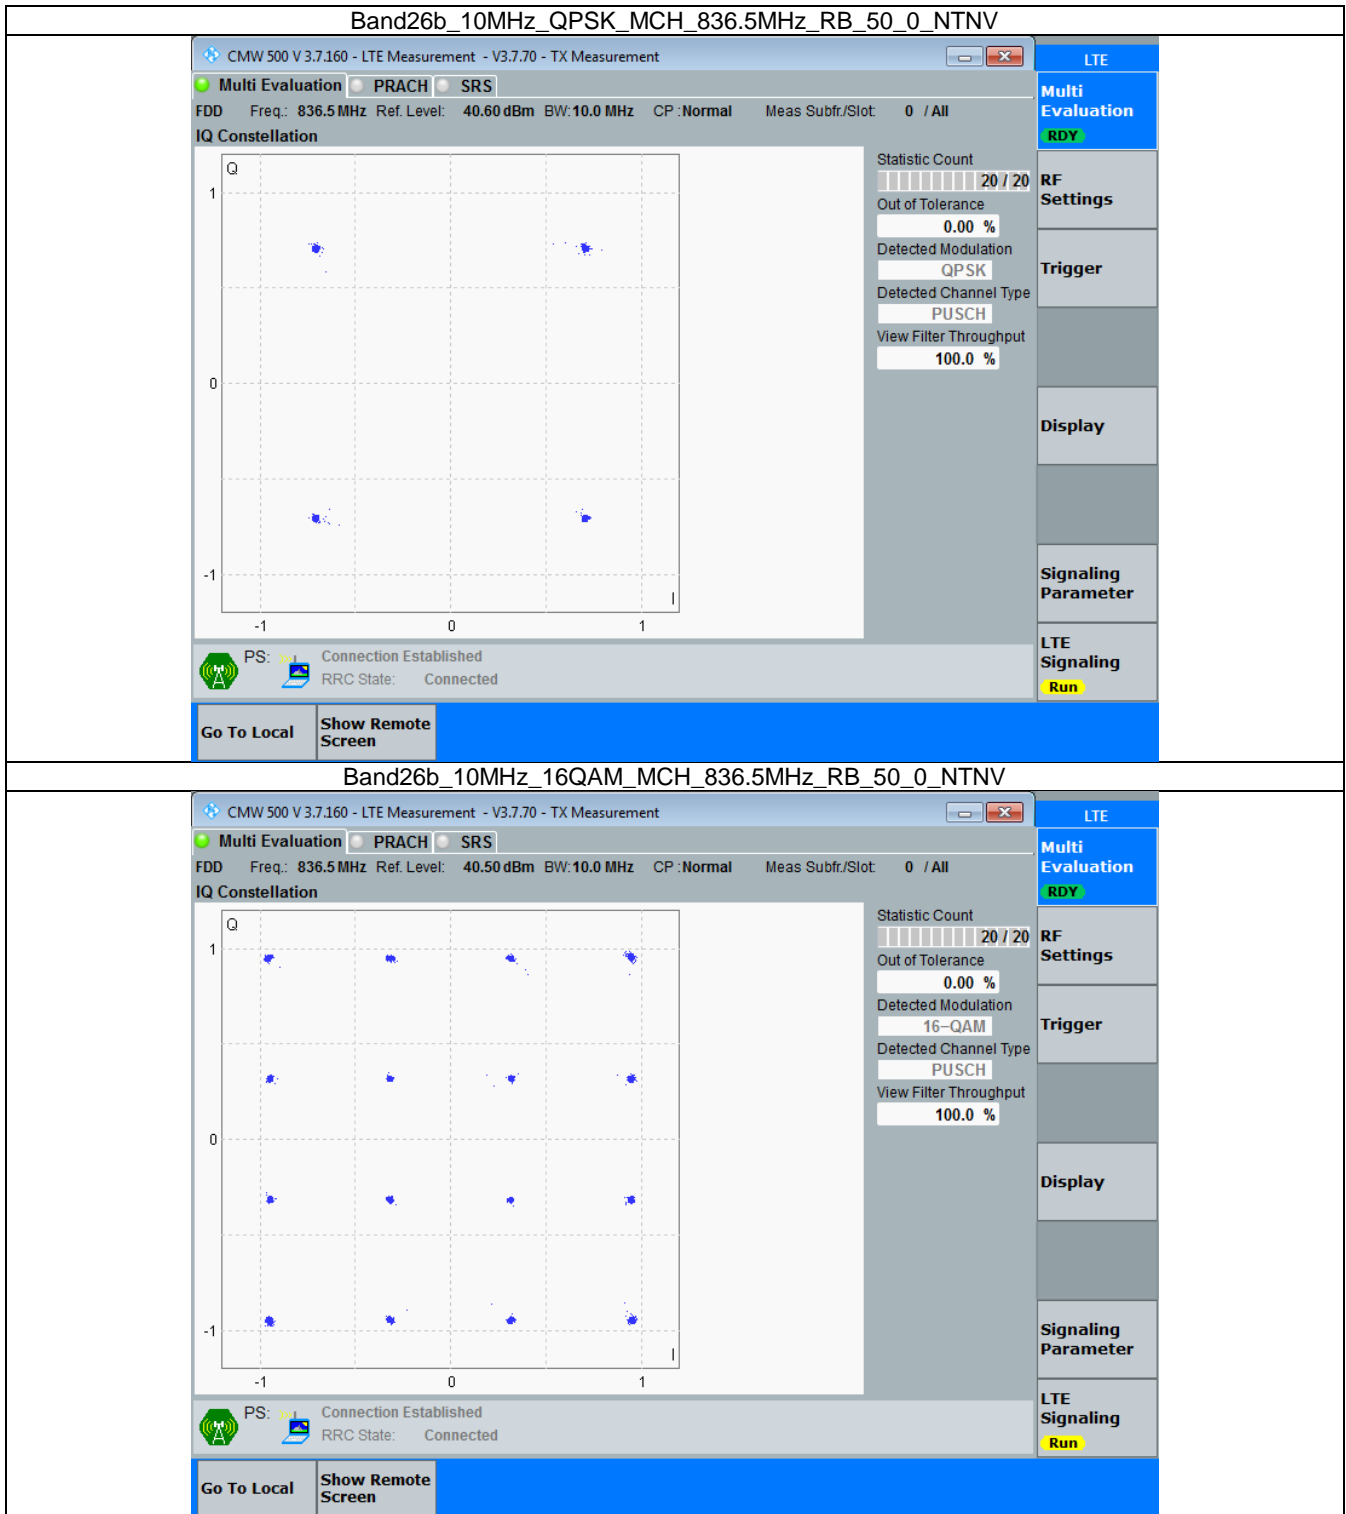 Band26b_10MHz_QPSK_MCH_836.5MHz_RB_50_0_NTNV
CMW 500 V 3.7.160 - LTE Measurement - V3.7.70 - TX Measurement
LTE
Multi Evaluation PRACH SRS
Multi
Evaluation
RDY
FDD Freq.: 836.5 MHz Ref. Level: 40.60 dBm BW: 10.0 MHz CP : Normal Meas Subfr./Slot: 0 / All
IQ Constellation
Q
1
0
-1
I
-1 0 1
Statistic Count
20 / 20
Out of Tolerance
0.00 %
Detected Modulation
QPSK
Detected Channel Type
PUSCH
View Filter Throughput
100.0 %
RF
Settings
Trigger
Display
Signaling
Parameter
LTE
Signaling
Run
PS: Connection Established
RRC State: Connected
Go To Local
Show Remote
Screen
Band26b_10MHz_16QAM_MCH_836.5MHz_RB_50_0_NTNV
CMW 500 V 3.7.160 - LTE Measurement - V3.7.70 - TX Measurement
LTE
Multi Evaluation PRACH SRS
Multi
Evaluation
RDY
FDD Freq.: 836.5 MHz Ref. Level: 40.50 dBm BW: 10.0 MHz CP : Normal Meas Subfr./Slot: 0 / All
IQ Constellation
Q
1
0
-1
I
-1 0 1
Statistic Count
20 / 20
Out of Tolerance
0.00 %
Detected Modulation
16-QAM
Detected Channel Type
PUSCH
View Filter Throughput
100.0 %
RF
Settings
Trigger
Display
Signaling
Parameter
LTE
Signaling
Run
PS: Connection Established
RRC State: Connected
Go To Local
Show Remote
Screen